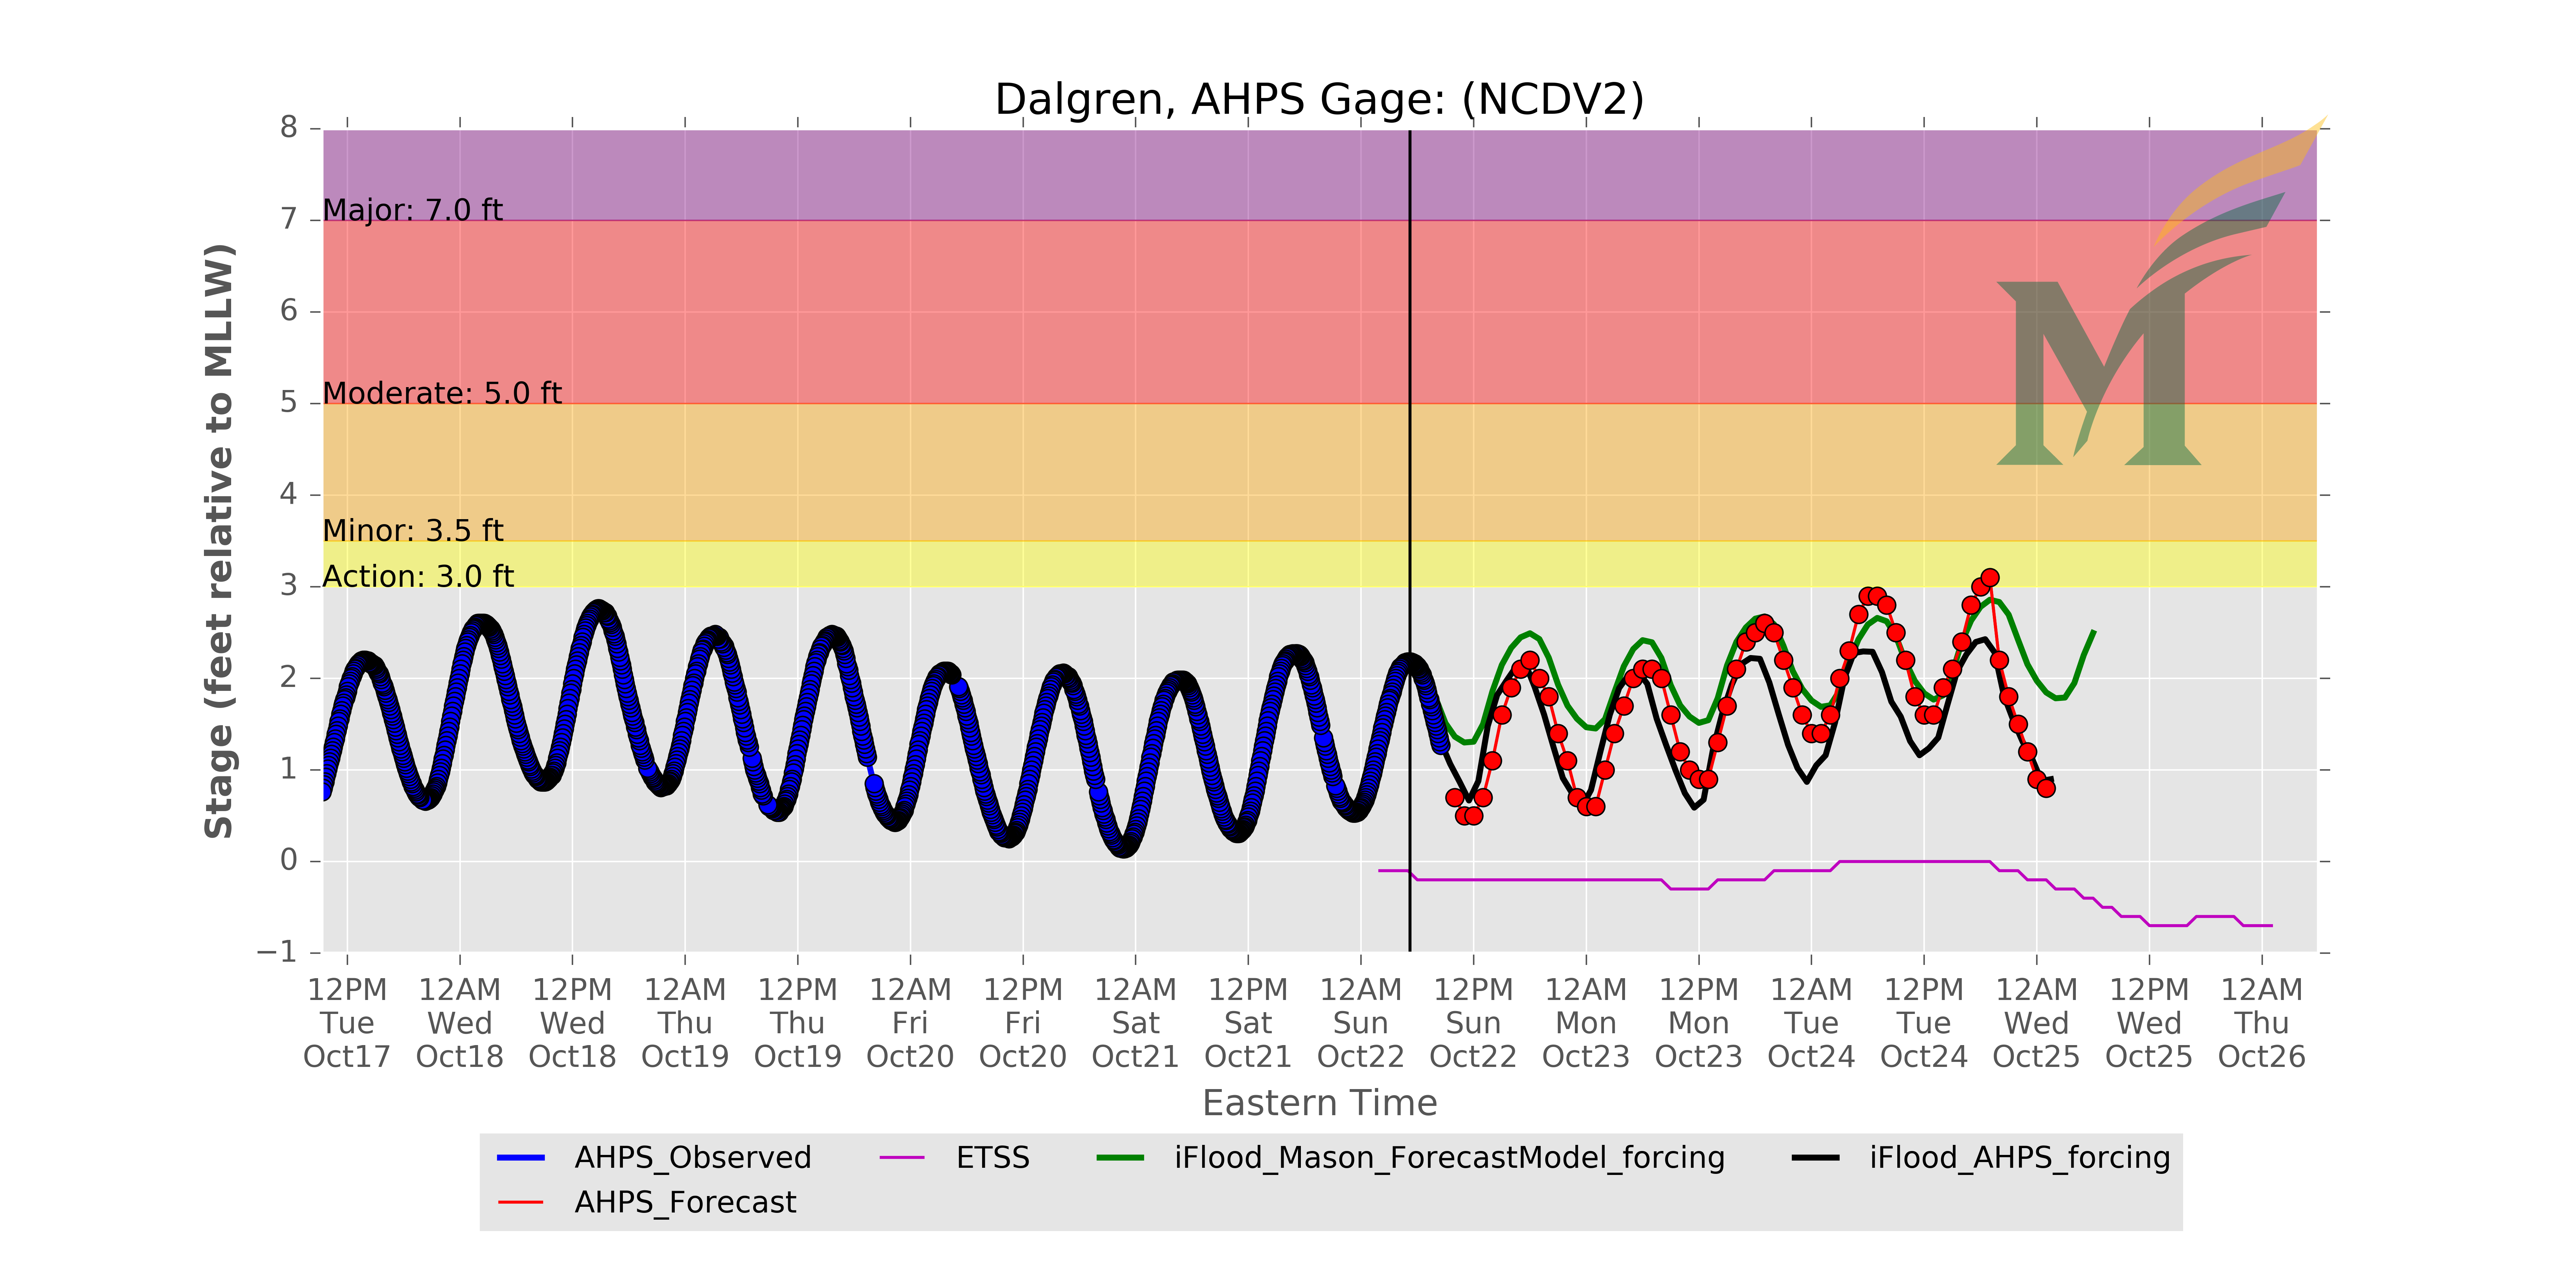 Dalgren, AHPS Gage: (NCDV2)
8
7
6
5
4
3
2
1
0
−1
Stage (feet relative to MLLW)
Major: 7.0 ft
Moderate: 5.0 ft
Minor: 3.5 ft
Action: 3.0 ft
M
12PM 12AM 12PM 12AM 12PM 12AM 12PM 12AM 12PM 12AM 12PM 12AM 12PM 12AM 12PM 12AM 12PM 12AM
Tue Wed Wed Thu Thu Fri Fri Sat Sat Sun Sun Mon Mon Tue Tue Wed Wed Thu
Oct17 Oct18 Oct18 Oct19 Oct19 Oct20 Oct20 Oct21 Oct21 Oct22 Oct22 Oct23 Oct23 Oct24 Oct24 Oct25 Oct25 Oct26
Eastern Time
AHPS_Observed ETSS iFlood_Mason_ForecastModel_forcing iFlood_AHPS_forcing
AHPS_Forecast